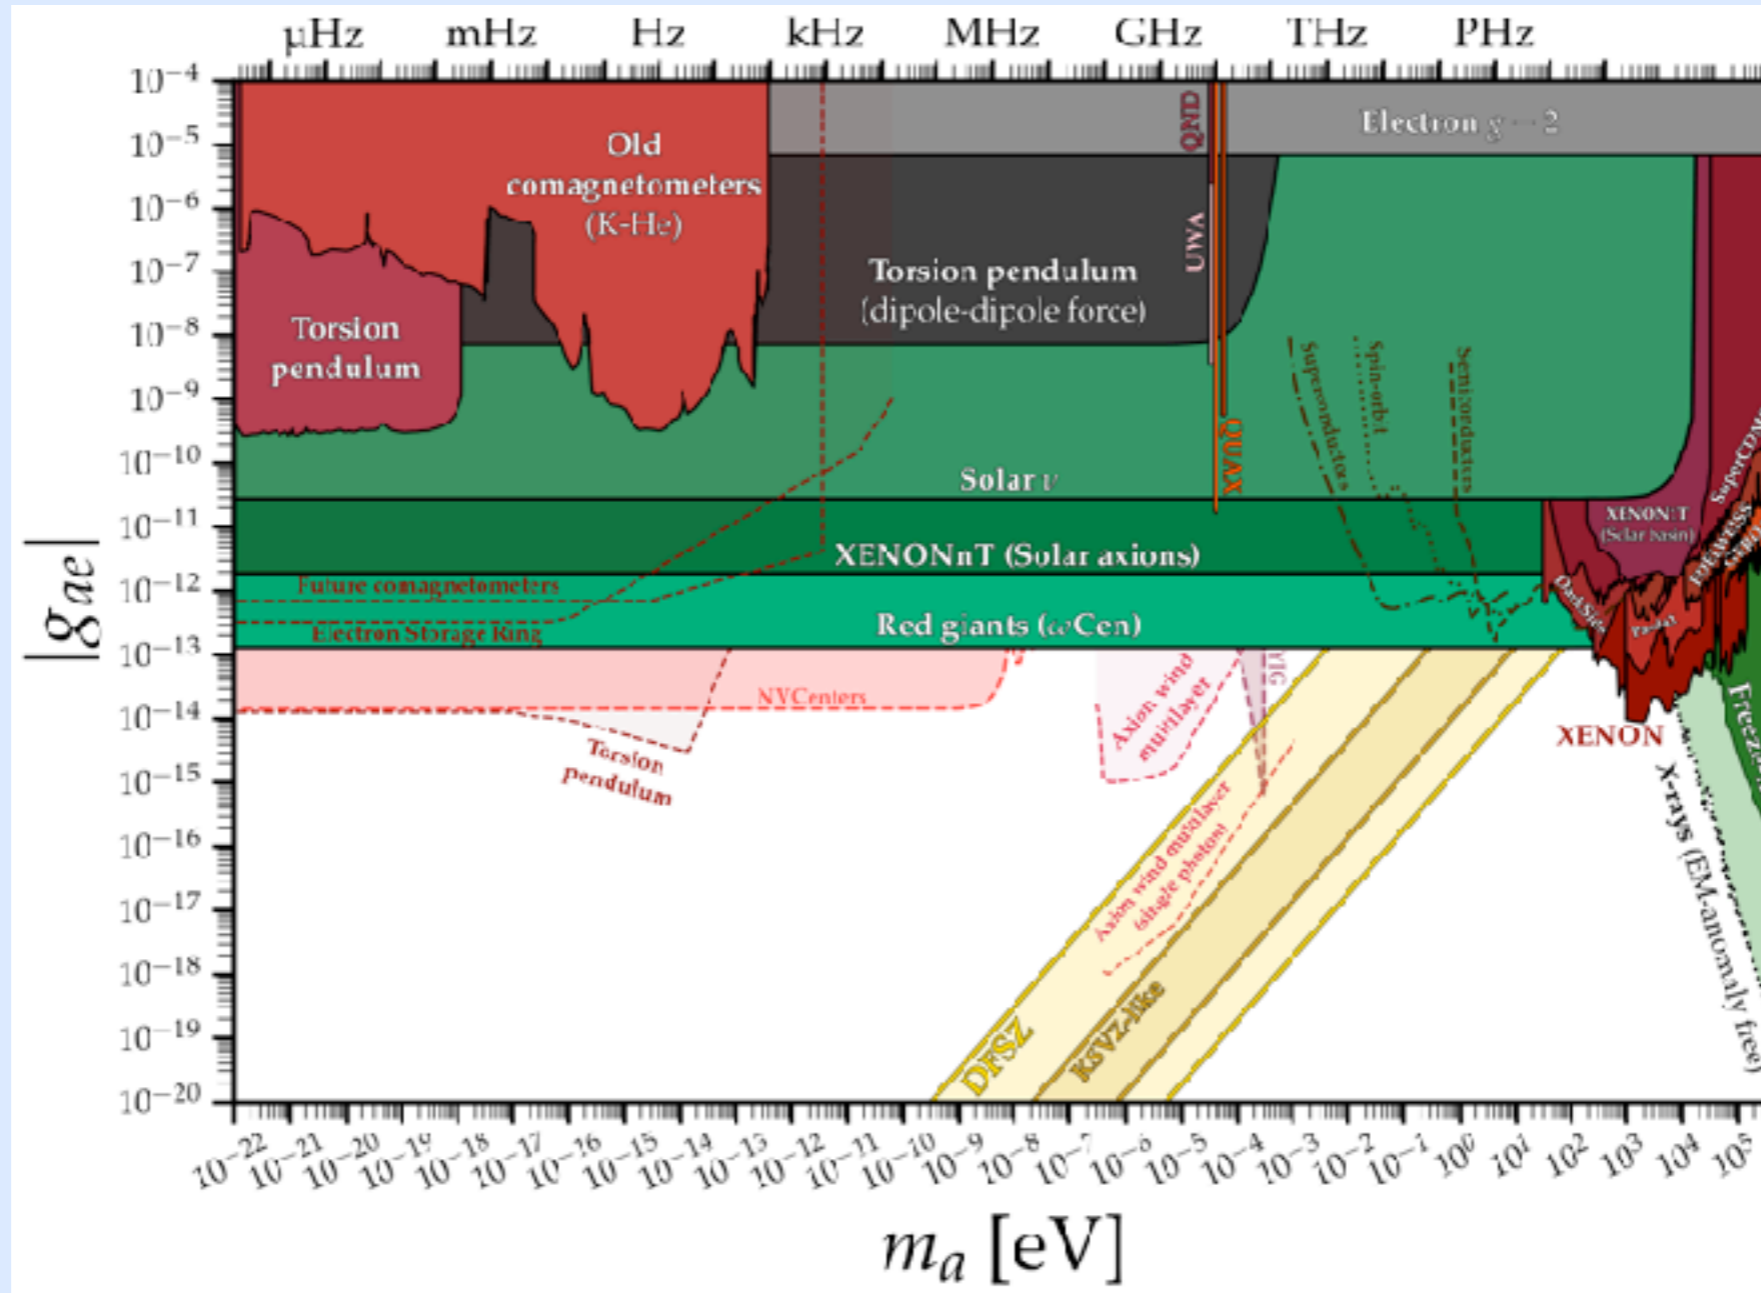 μHz mHz Hz kHz MHz GHz THz PHz
10−4
10−5
10−6
10−7
10−8
10−9
10−10
10−11
10−12
10−13
10−14
10−15
10−16
10−17
10−18
10−19
10−20
|gae|
Electron g − 2
QND
Old
comagnetometers
(K-He)
UWA
Torsion pendulum
(dipole-dipole force)
Torsion
pendulum
Superconductors
Spin-orbit
Semiconductors
QUAX
Solar ν
XENON1T
(Solar basin)
SuperCDMS
EDELWEISS
XENONnT (Solar axions)
Future comagnetometers
Electron Storage Ring
Red giants (ωCen)
DarkSide
PandaX
NVCenters
Torsion
pendulum
Axion wind
multilayer
YIG
XENON
Axion wind multilayer
(single photon)
X-rays (EM-anomaly free)
DFSZ
KSVZ-like
10−22 10−21 10−20 10−19 10−18 10−17 10−16 10−15 10−14 10−13 10−12 10−11 10−10 10−9 10−8 10−7 10−6 10−5 10−4 10−3 10−2 10−1 100 101 102 103 104 105
ma [eV]